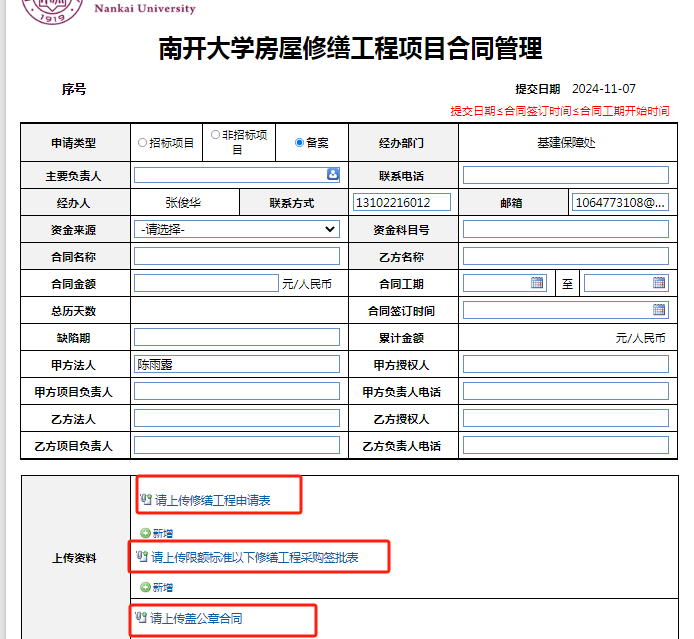 1919
Nankai University
南开大学房屋修缮工程项目合同管理
序号 提交日期 2024-11-07
提交日期≤合同签订时间≤合同工期开始时间
申请类型 招标项目 非招标项目 备案 经办部门 基建保障处
主要负责人 联系电话
经办人 张俊华 联系方式 13102216012 邮箱 1064773108@...
资金来源 -请选择- 资金科目号
合同名称 乙方名称
合同金额 元/人民币 合同工期 至
总历天数 合同签订时间
缺陷期 累计金额 元/人民币
甲方法人 陈雨露 甲方授权人
甲方项目负责人 甲方负责人电话
乙方法人 乙方授权人
乙方项目负责人 乙方负责人电话
上传资料
请上传修缮工程申请表
新增
请上传限额标准以下修缮工程采购签批表
新增
请上传盖公章合同